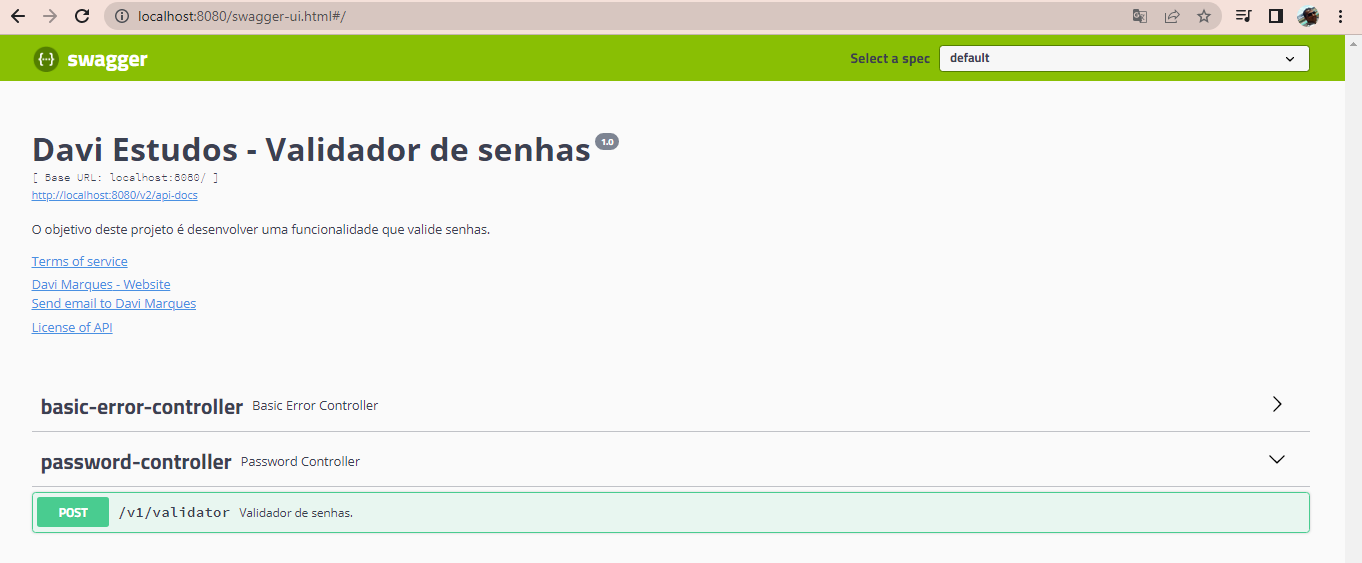 localhost:8080/swagger-ui.html#/
swagger
Select a spec
default
Davi Estudos - Validador de senhas 1.0
[ Base URL: localhost:8080/ ]
http://localhost:8080/v2/api-docs
O objetivo deste projeto é desenvolver uma funcionalidade que valide senhas.
Terms of service
Davi Marques - Website
Send email to Davi Marques
License of API
basic-error-controller Basic Error Controller
password-controller Password Controller
POST /v1/validator Validador de senhas.